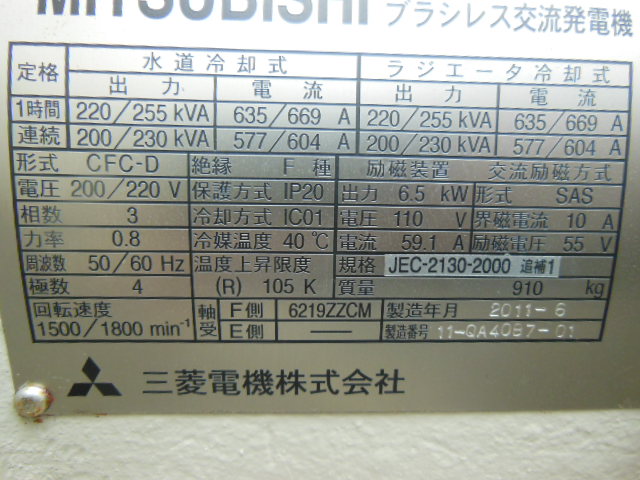 MITSUBISHI ブラシレス交流発電機
定格 水道冷却式 ラジエータ冷却式
出力 電流 出力 電流
1時間 220/255 kVA 635/669 A 220/255 kVA 635/669 A
連続 200/230 kVA 577/604 A 200/230 kVA 577/604 A
形式 CFC-D 絶縁 F種 励磁装置 交流励磁方式
電圧 200/220 V 保護方式 IP20 出力 6.5 kW 形式 SAS
相数 3 冷却方式 IC01 電圧 110 V 界磁電流 10 A
力率 0.8 冷媒温度 40℃ 電流 59.1 A 励磁電圧 55 V
周波数 50/60 Hz 温度上昇限度 規格 JEC-2130-2000 追補1
極数 4 (R) 105 K 質量 910 kg
回転速度 軸受 F側 6219ZZCM 製造年月 2011-6
1500/1800 min⁻¹ E側 — 製造番号 11-QA4097-01
三菱電機株式会社